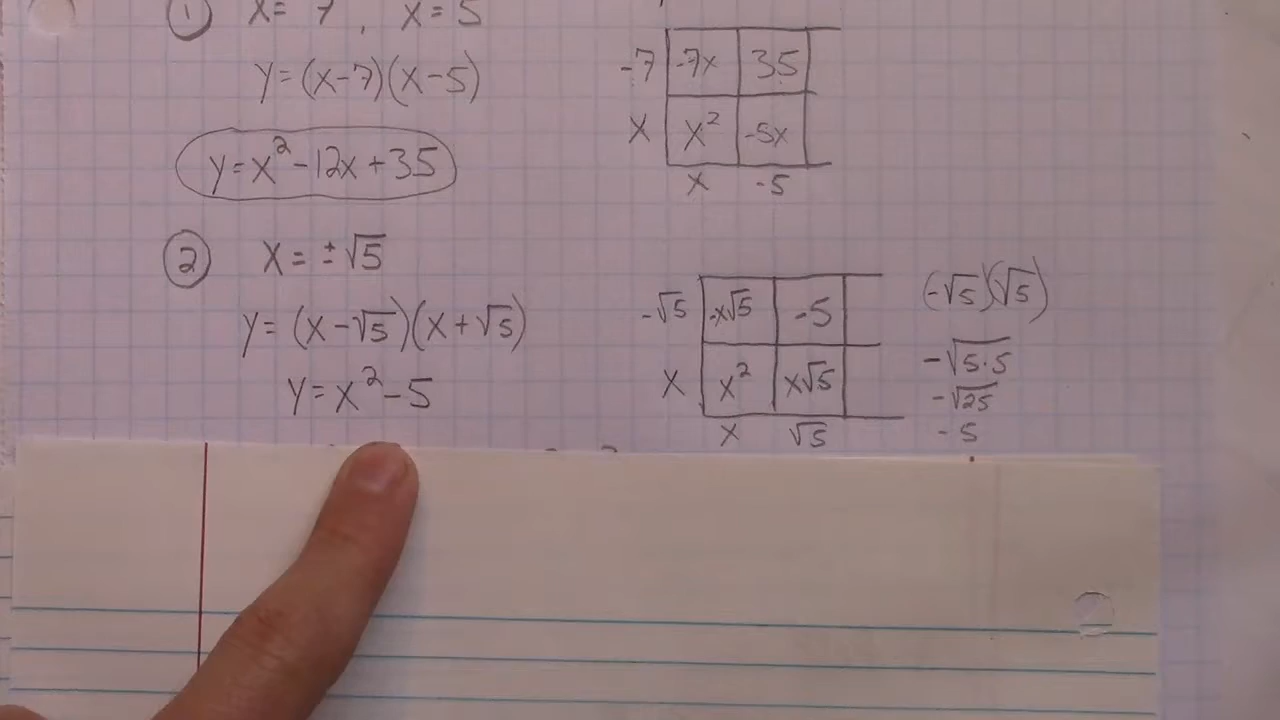 ① x= 7 , x=5
y=(x-7)(x-5)
y=x²-12x+35
-7 -7x 35
x x² -5x
x -5
② x=±√5
y=(x-√5)(x+√5)
y=x²-5
-√5 -x√5 -5
x x² x√5
x √5
(-√5)(√5)
-√5·5
-√25
-5